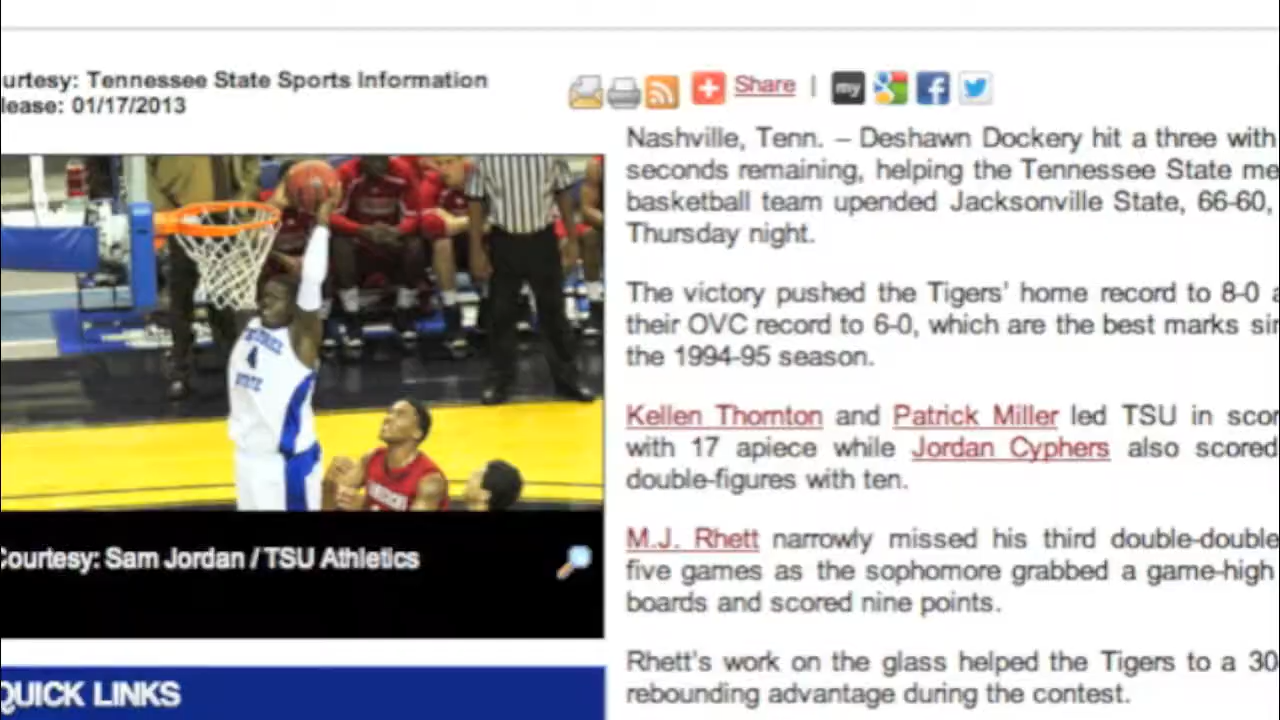 urtesy: Tennessee State Sports Information
lease: 01/17/2013
Share |
my
Nashville, Tenn. – Deshawn Dockery hit a three with
seconds remaining, helping the Tennessee State me
basketball team upended Jacksonville State, 66-60,
Thursday night.
The victory pushed the Tigers' home record to 8-0 a
their OVC record to 6-0, which are the best marks sin
the 1994-95 season.
Kellen Thornton and Patrick Miller led TSU in scor
with 17 apiece while Jordan Cyphers also scored
double-figures with ten.
M.J. Rhett narrowly missed his third double-double
five games as the sophomore grabbed a game-high
boards and scored nine points.
Rhett's work on the glass helped the Tigers to a 30
rebounding advantage during the contest.
4
STATE
Courtesy: Sam Jordan / TSU Athletics
QUICK LINKS